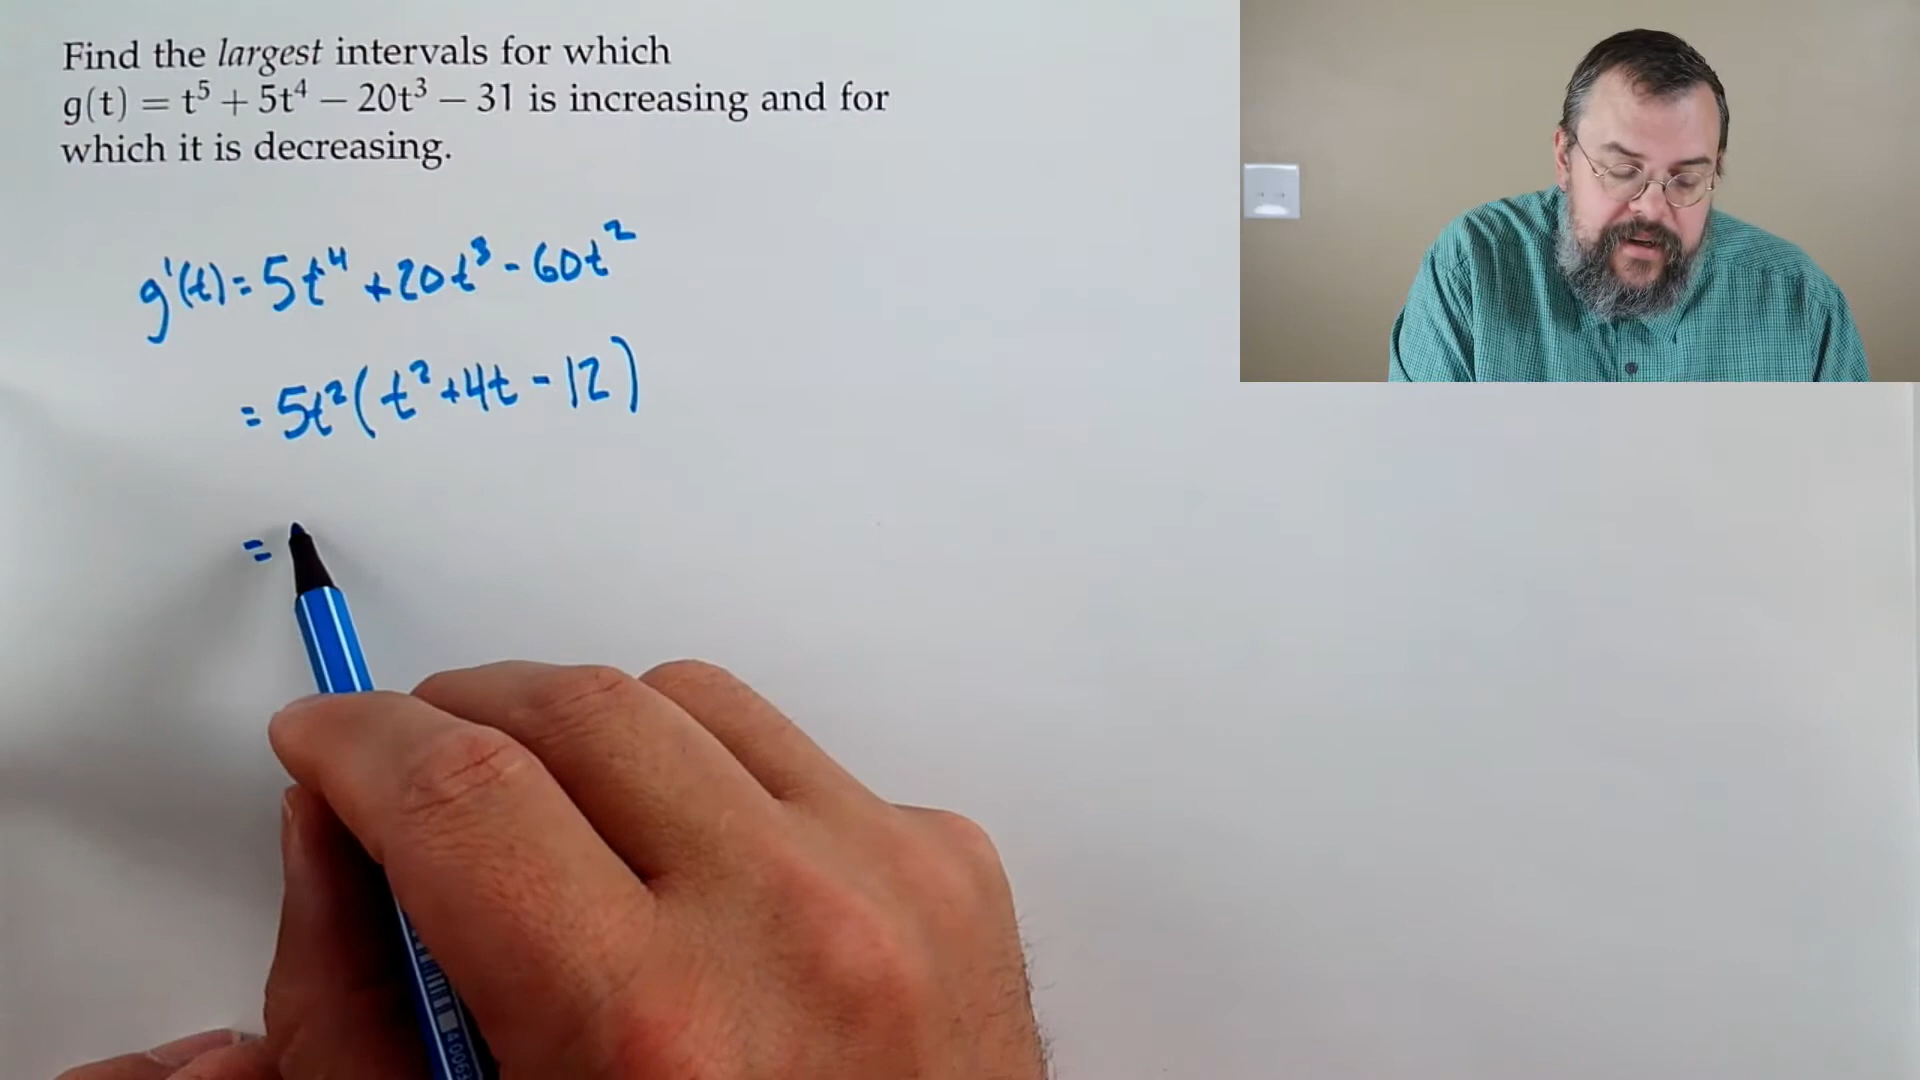 Find the largest intervals for which
g(t) = t⁵ + 5t⁴ − 20t³ − 31 is increasing and for
which it is decreasing.
g'(t) = 5t⁴ + 20t³ - 60t²
= 5t²(t² + 4t - 12)
=